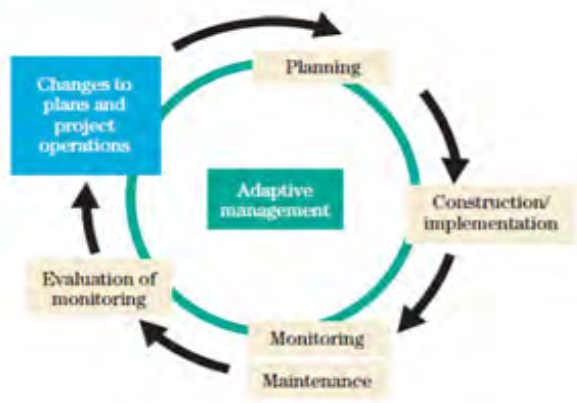 Planning
Changes to
plans and
project
operations
Adaptive
management
Construction/
implementation
Evaluation of
monitoring
Monitoring
Maintenance